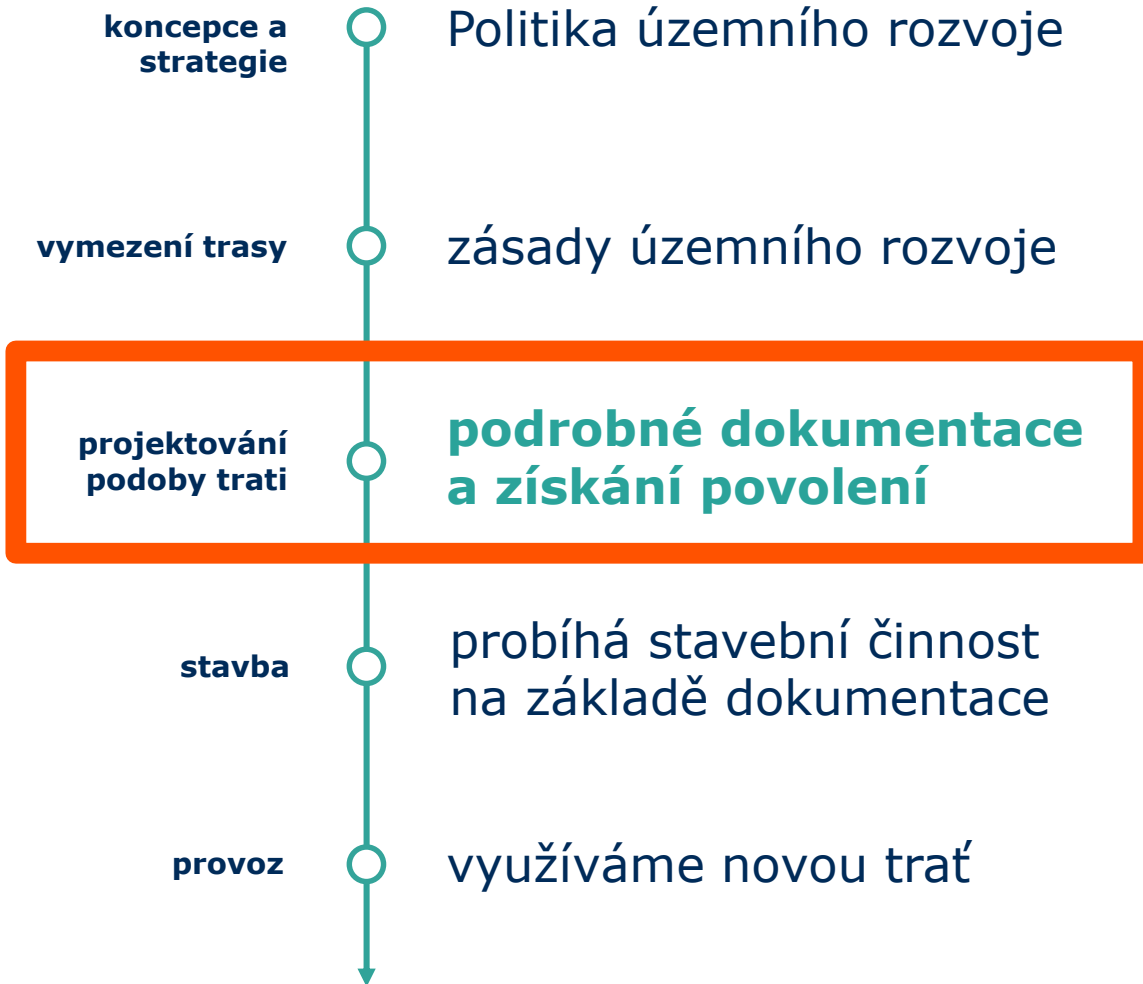 koncepce a
strategie
Politika územního rozvoje
vymezení trasy
zásady územního rozvoje
projektování
podoby trati
podrobné dokumentace
a získání povolení
stavba
probíhá stavební činnost
na základě dokumentace
provoz
využíváme novou trať